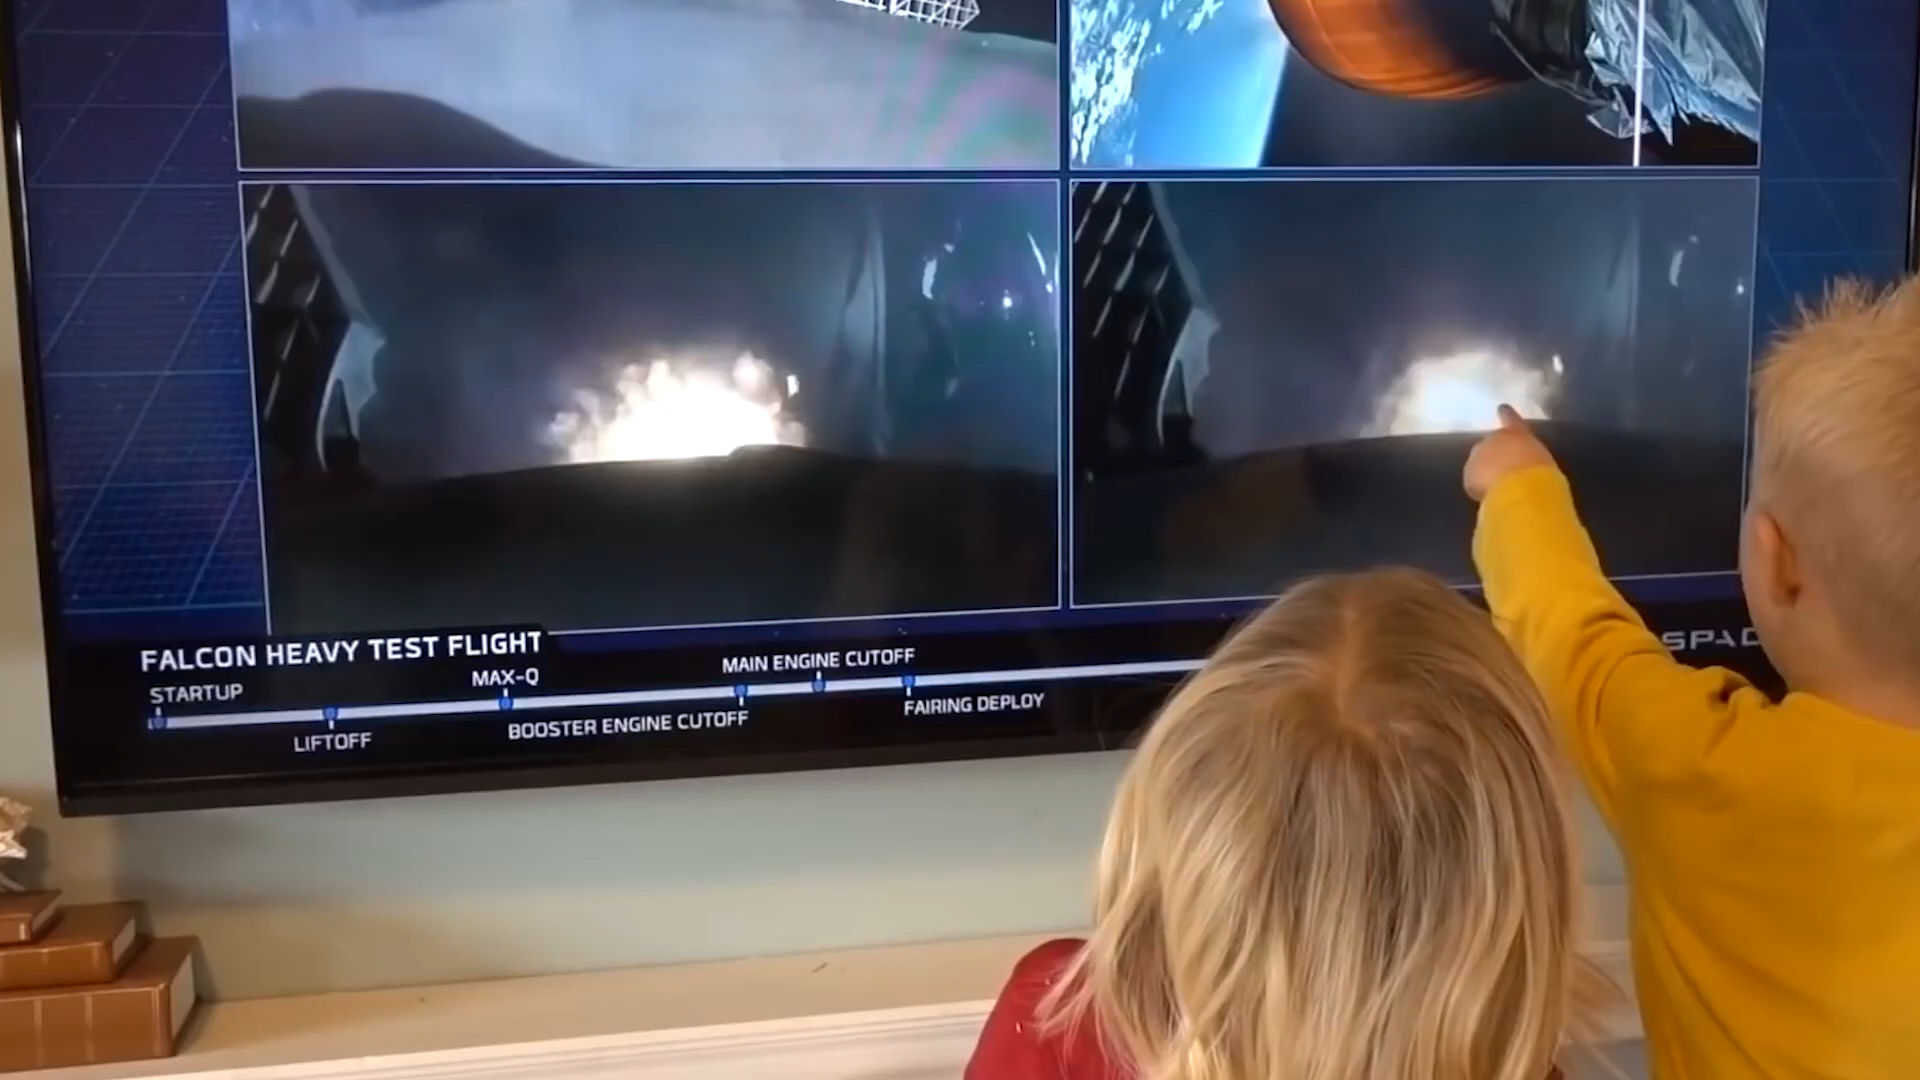 FALCON HEAVY TEST FLIGHT
STARTUP
MAX-Q
MAIN ENGINE CUTOFF
LIFTOFF
BOOSTER ENGINE CUTOFF
FAIRING DEPLOY